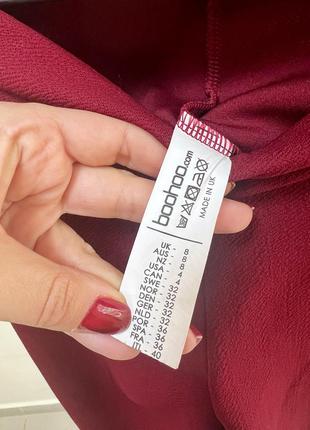 boohoo.com
MADE IN UK
UK - 8
AUS - 8
NZ - 8
USA - 4
CAN - 4
SWE - 32
NOR - 32
DEN - 32
GER - 32
NLD - 32
POR - 36
SPA - 36
FRA - 36
ITL - 40